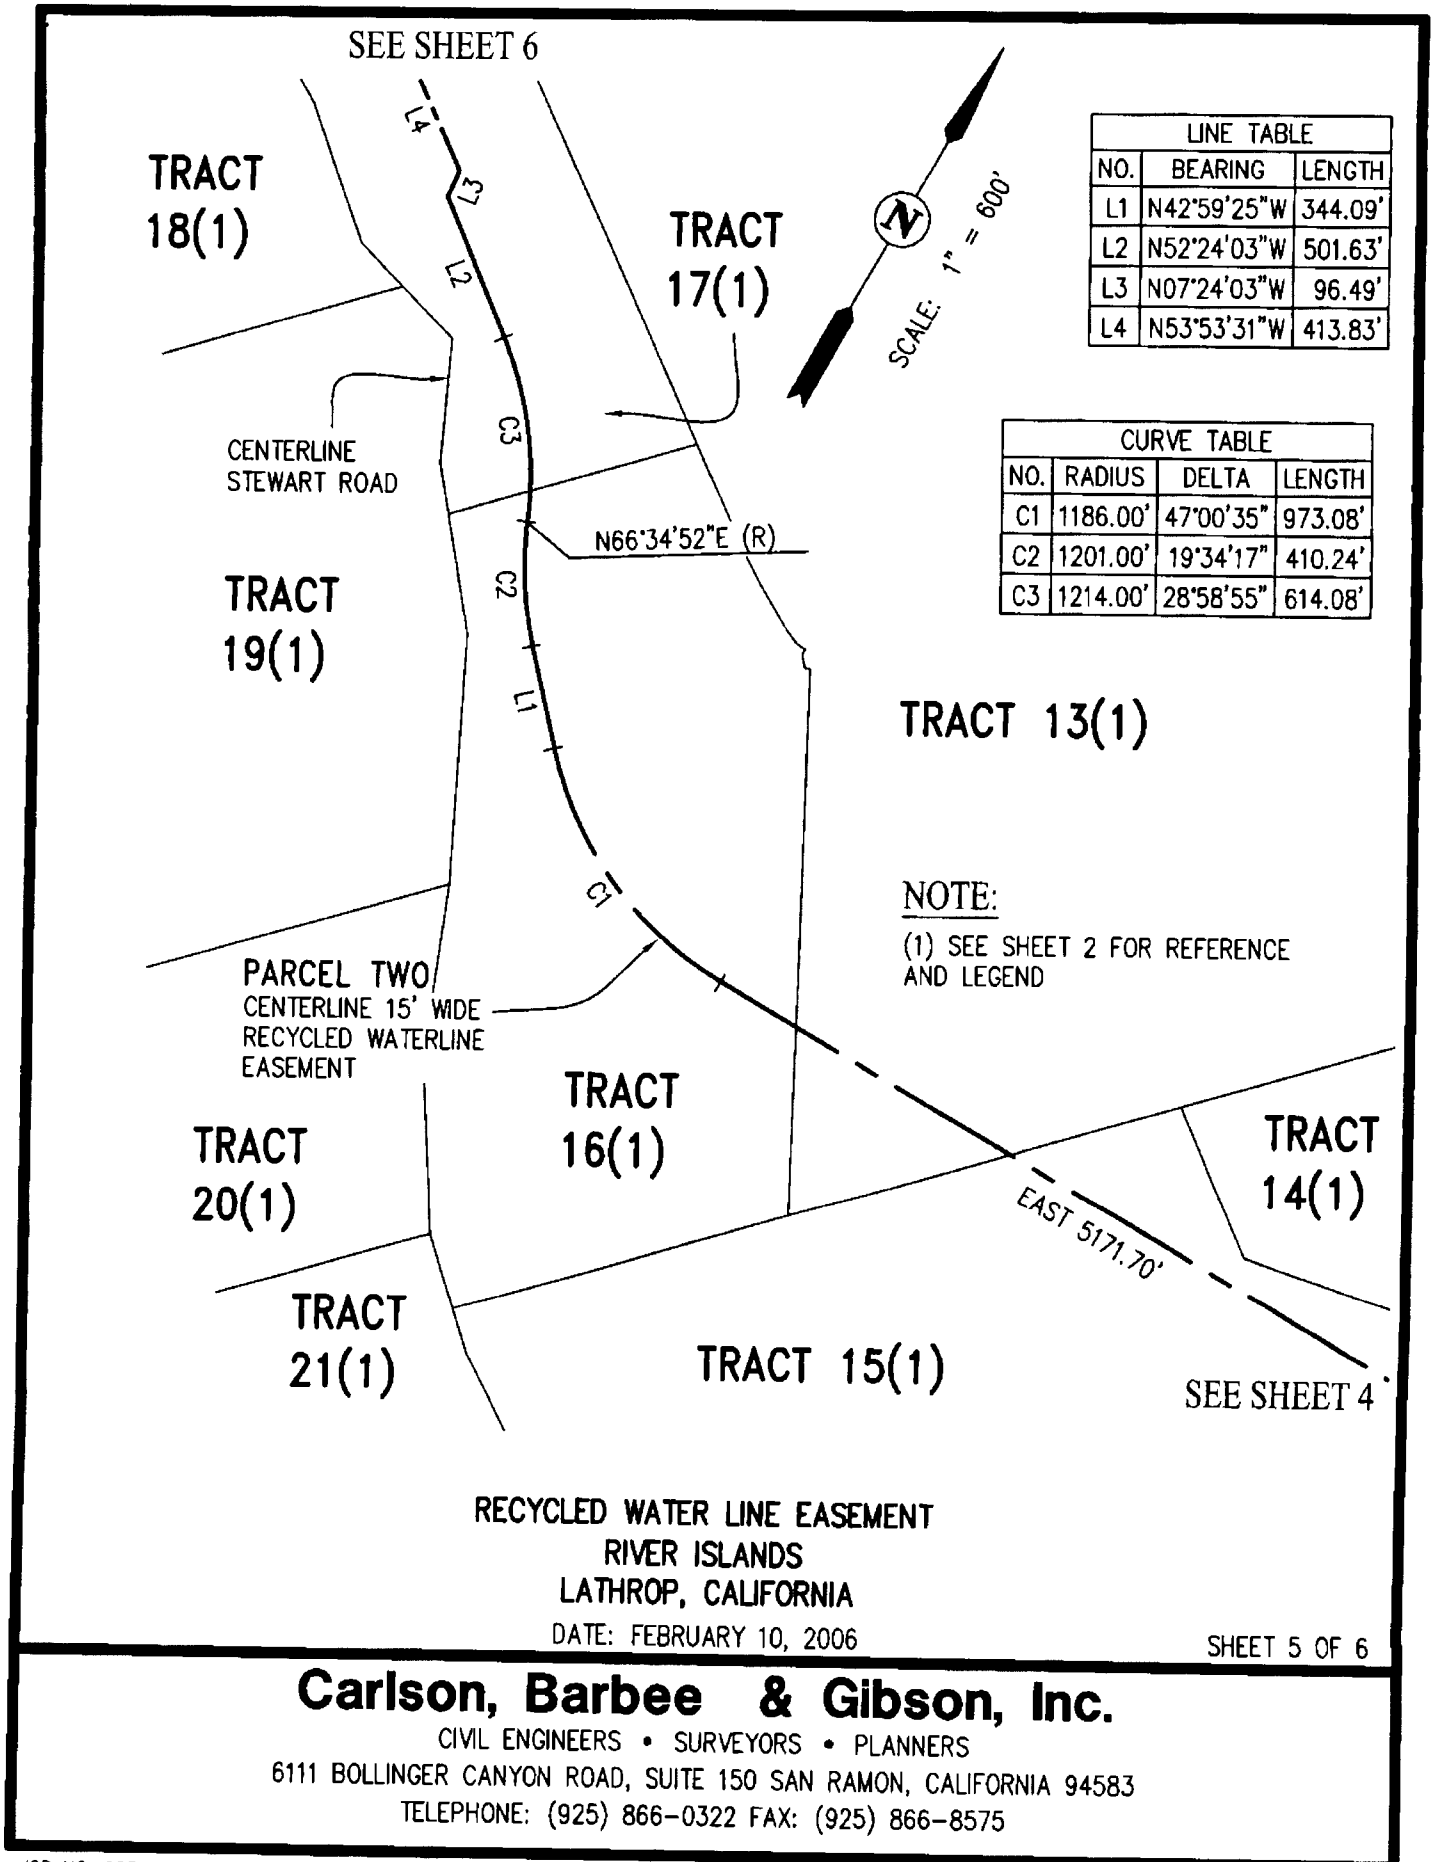 SEE SHEET 6
L4
L3
L2
TRACT
18(1)
TRACT
17(1)
N
SCALE: 1" = 600'
LINE TABLE
NO. BEARING LENGTH
L1 N42°59'25"W 344.09'
L2 N52°24'03"W 501.63'
L3 N07°24'03"W 96.49'
L4 N53°53'31"W 413.83'
CENTERLINE
STEWART ROAD
C3
CURVE TABLE
NO. RADIUS DELTA LENGTH
C1 1186.00' 47°00'35" 973.08'
C2 1201.00' 19°34'17" 410.24'
C3 1214.00' 28°58'55" 614.08'
N66°34'52"E (R)
C2
TRACT
19(1)
L1
TRACT 13(1)
C1
NOTE:
(1) SEE SHEET 2 FOR REFERENCE
AND LEGEND
PARCEL TWO
CENTERLINE 15' WIDE
RECYCLED WATERLINE
EASEMENT
TRACT
16(1)
TRACT
20(1)
TRACT
14(1)
EAST 5171.70'
TRACT
21(1)
TRACT 15(1)
SEE SHEET 4
RECYCLED WATER LINE EASEMENT
RIVER ISLANDS
LATHROP, CALIFORNIA
DATE: FEBRUARY 10, 2006
SHEET 5 OF 6
Carlson, Barbee & Gibson, Inc.
CIVIL ENGINEERS • SURVEYORS • PLANNERS
6111 BOLLINGER CANYON ROAD, SUITE 150 SAN RAMON, CALIFORNIA 94583
TELEPHONE: (925) 866-0322 FAX: (925) 866-8575